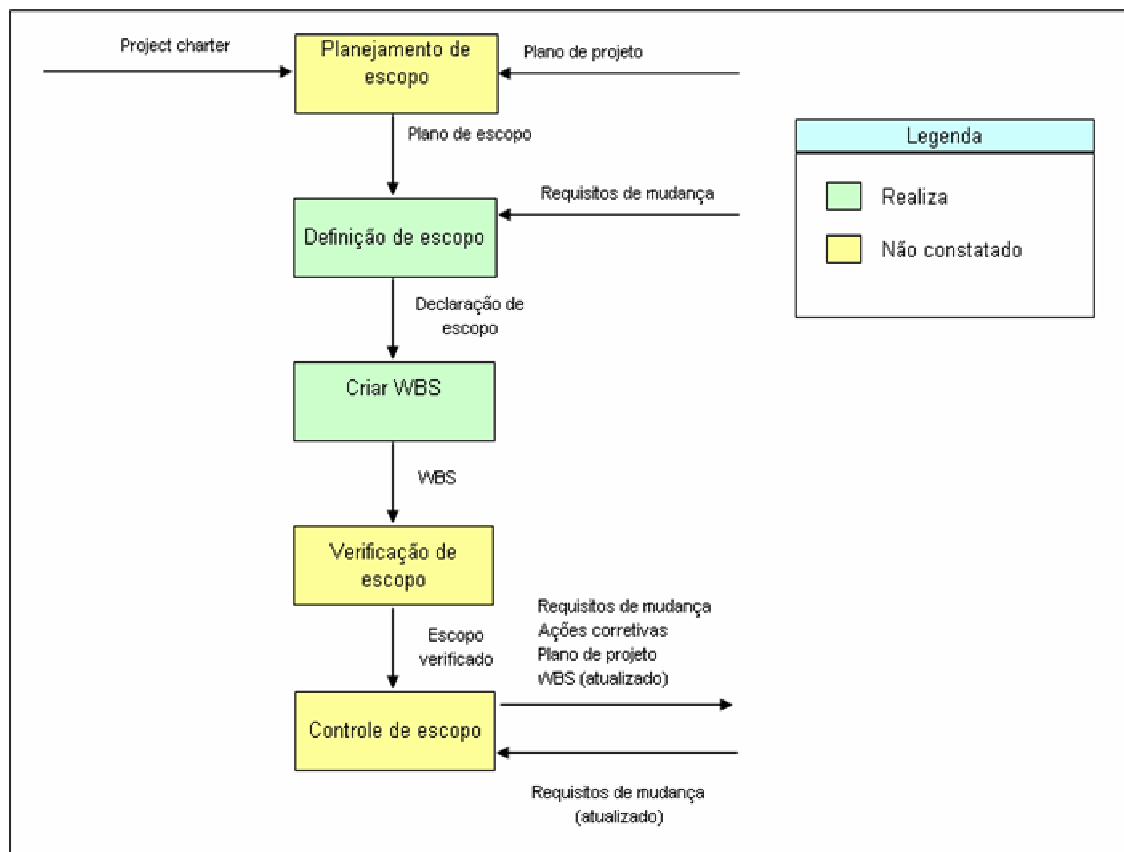 Project charter
Planejamento de
escopo
Plano de projeto
Plano de escopo
Legenda
Realiza
Não constatado
Requisitos de mudança
Definição de escopo
Declaração de
escopo
Criar WBS
WBS
Verificação de
escopo
Escopo
verificado
Requisitos de mudança
Ações corretivas
Plano de projeto
WBS (atualizado)
Controle de escopo
Requisitos de mudança
(atualizado)